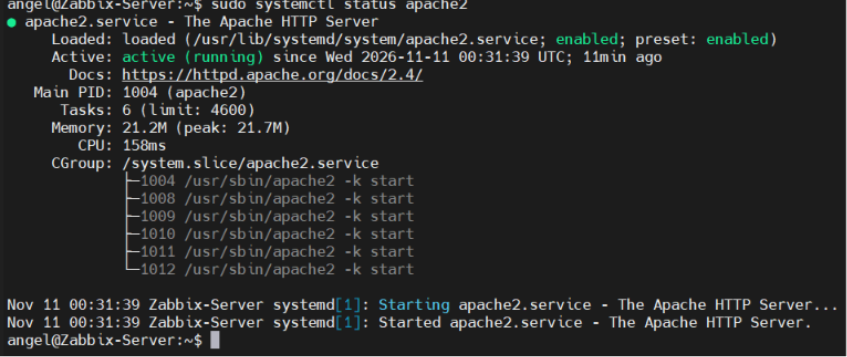 angel@Zabbix-Server:~$ sudo systemctl status apache2
● apache2.service - The Apache HTTP Server
Loaded: loaded (/usr/lib/systemd/system/apache2.service; enabled; preset: enabled)
Active: active (running) since Wed 2026-11-11 00:31:39 UTC; 11min ago
Docs: https://httpd.apache.org/docs/2.4/
Main PID: 1004 (apache2)
Tasks: 6 (limit: 4600)
Memory: 21.2M (peak: 21.7M)
CPU: 158ms
CGroup: /system.slice/apache2.service
├─1004 /usr/sbin/apache2 -k start
├─1008 /usr/sbin/apache2 -k start
├─1009 /usr/sbin/apache2 -k start
├─1010 /usr/sbin/apache2 -k start
├─1011 /usr/sbin/apache2 -k start
└─1012 /usr/sbin/apache2 -k start
Nov 11 00:31:39 Zabbix-Server systemd[1]: Starting apache2.service - The Apache HTTP Server...
Nov 11 00:31:39 Zabbix-Server systemd[1]: Started apache2.service - The Apache HTTP Server.
angel@Zabbix-Server:~$